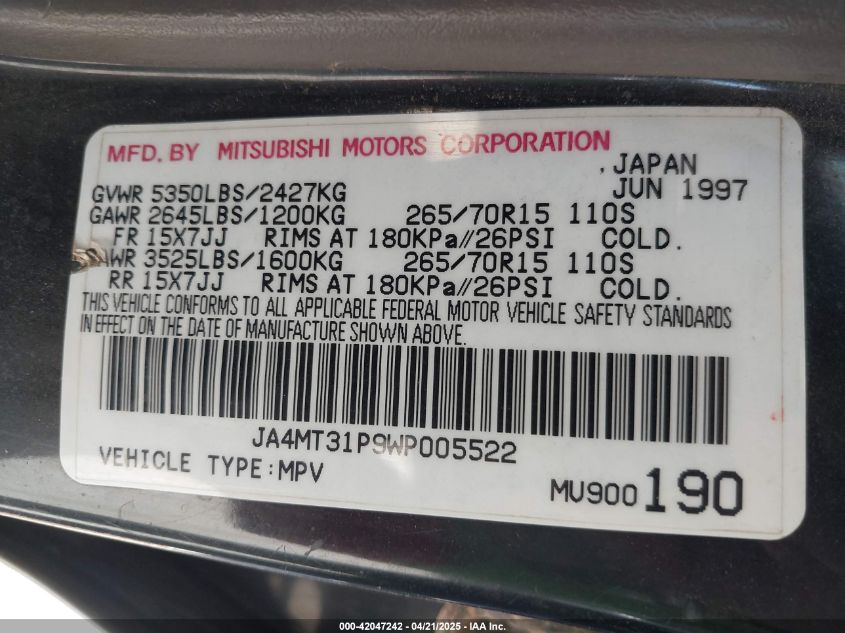 MFD. BY MITSUBISHI MOTORS CORPORATION
, JAPAN
GVWR 5350LBS/2427KG JUN 1997
GAWR 2645LBS/1200KG 265/70R15 110S
FR 15X7JJ RIMS AT 180KPa//26PSI COLD.
WR 3525LBS/1600KG 265/70R15 110S
RR 15X7JJ RIMS AT 180KPa//26PSI COLD.
THIS VEHICLE CONFORMS TO ALL APPLICABLE FEDERAL MOTOR VEHICLE SAFETY STANDARDS
IN EFFECT ON THE DATE OF MANUFACTURE SHOWN ABOVE.
JA4MT31P9WP005522
VEHICLE TYPE:MPV
MV900190
000-42047242 - 04/21/2025 - IAA Inc.